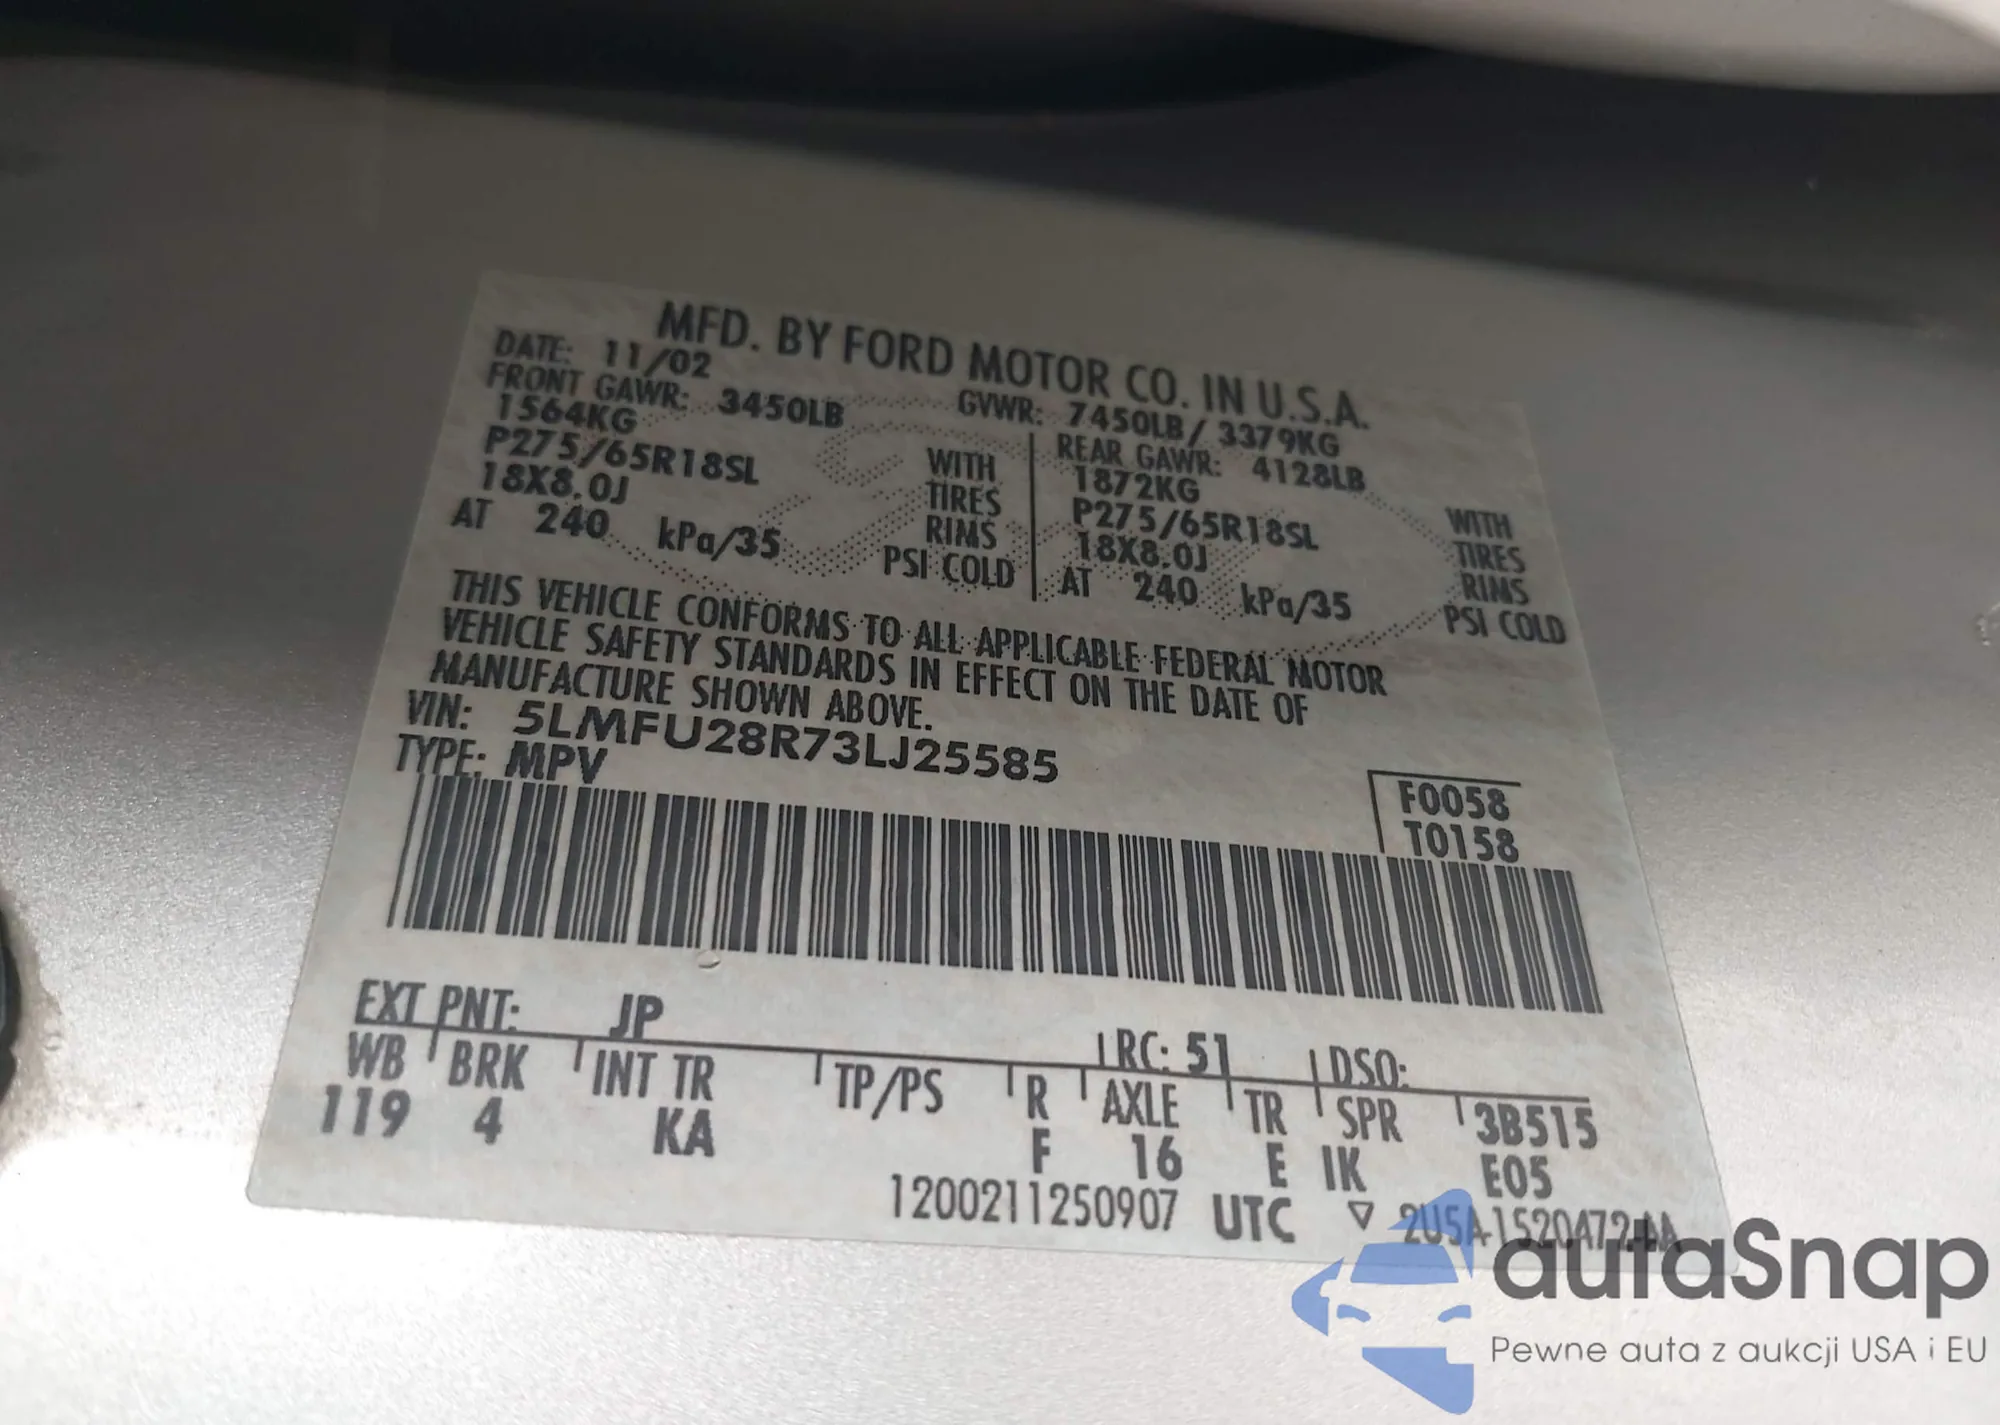 MFD. BY FORD MOTOR CO. IN U.S.A.
DATE: 11/02 GVWR: 7450LB/ 3379KG
FRONT GAWR: 3450LB REAR GAWR: 4128LB
1564KG WITH 1872KG WITH
P275/65R18SL TIRES P275/65R18SL TIRES
18X8.0J RIMS 18X8.0J RIMS
AT 240 kPa/35 PSI COLD AT 240 kPa/35 PSI COLD
THIS VEHICLE CONFORMS TO ALL APPLICABLE FEDERAL MOTOR
VEHICLE SAFETY STANDARDS IN EFFECT ON THE DATE OF
MANUFACTURE SHOWN ABOVE.
VIN: 5LMFU28R73LJ25585
TYPE: MPV
F0058
T0158
EXT PNT: JP RC: 51 DSO:
WB BRK INT TR TP/PS R AXLE TR SPR 3B515
119 4 KA F 16 E IK E05
1200211250907 UTC ▽ 2U5A-1520472-AA
autaSnap
Pewne auta z aukcji USA i EU